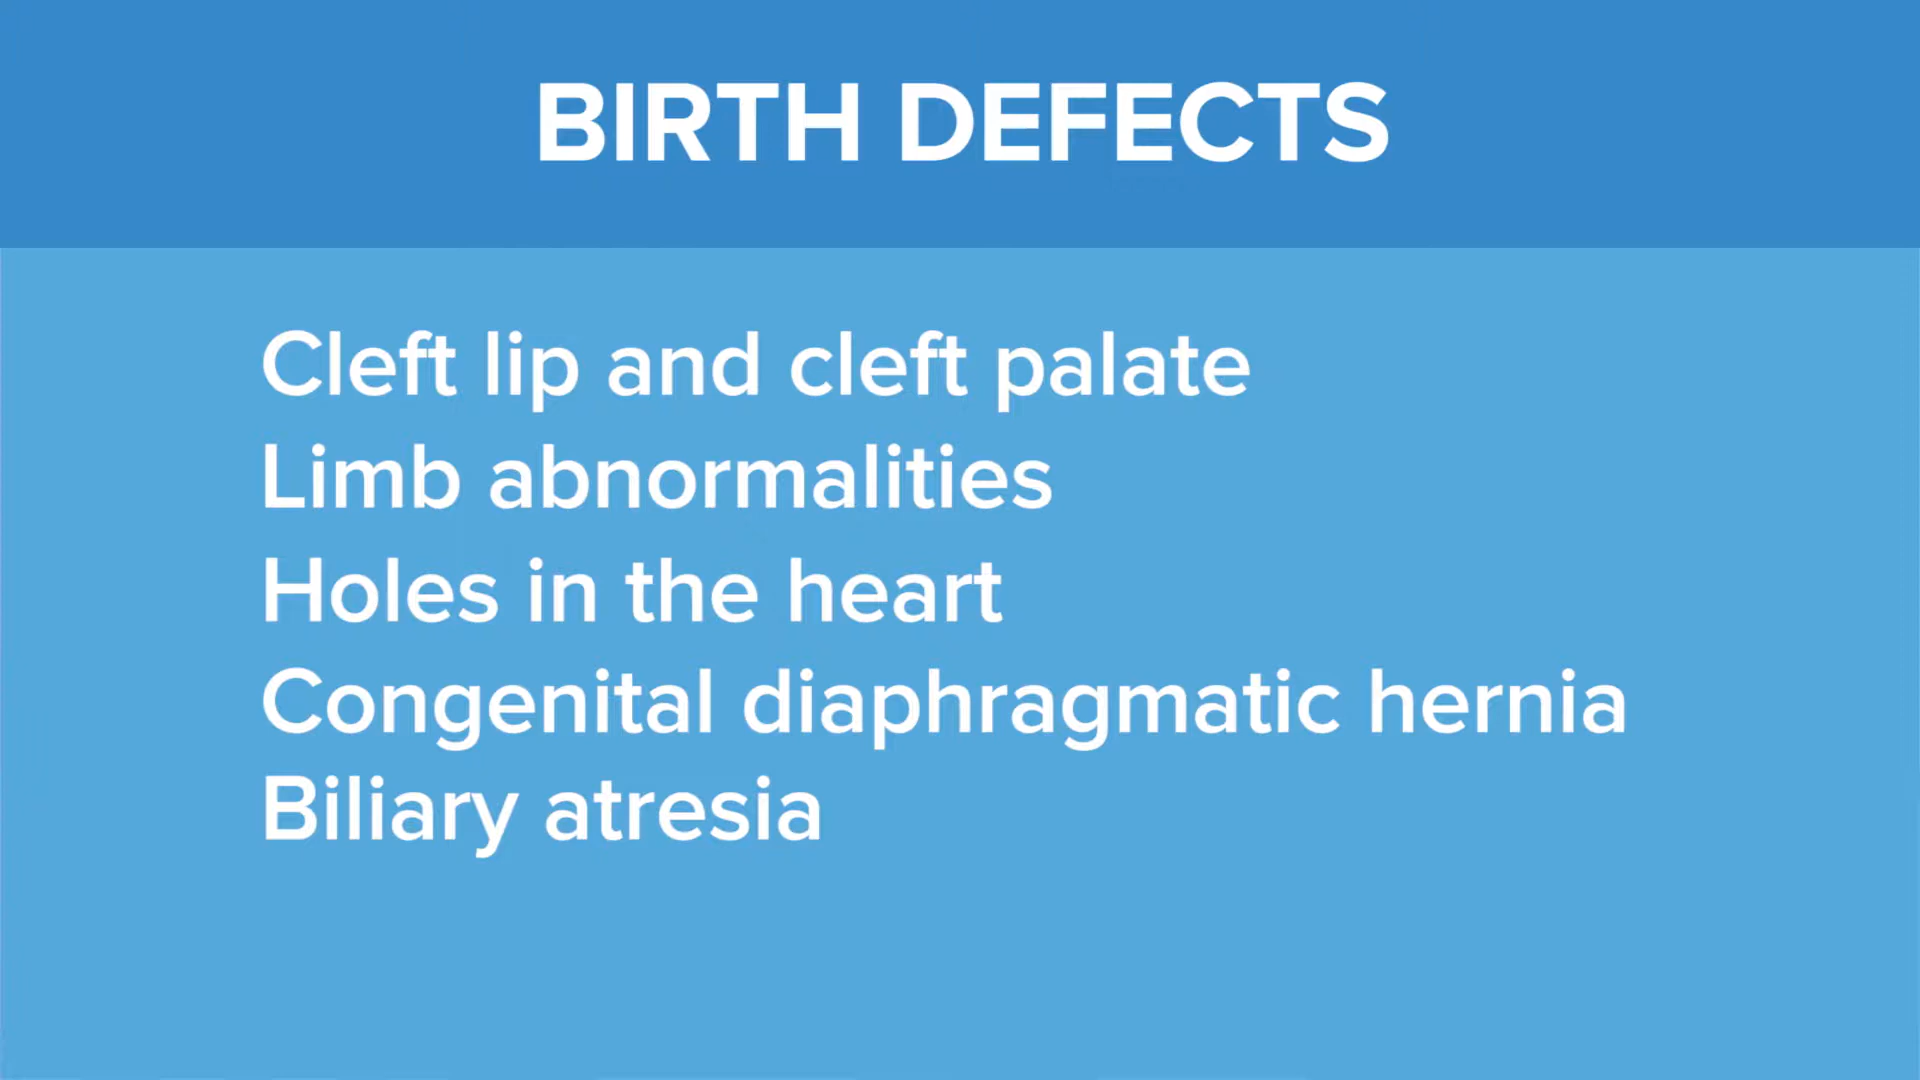 BIRTH DEFECTS
Cleft lip and cleft palate
Limb abnormalities
Holes in the heart
Congenital diaphragmatic hernia
Biliary atresia